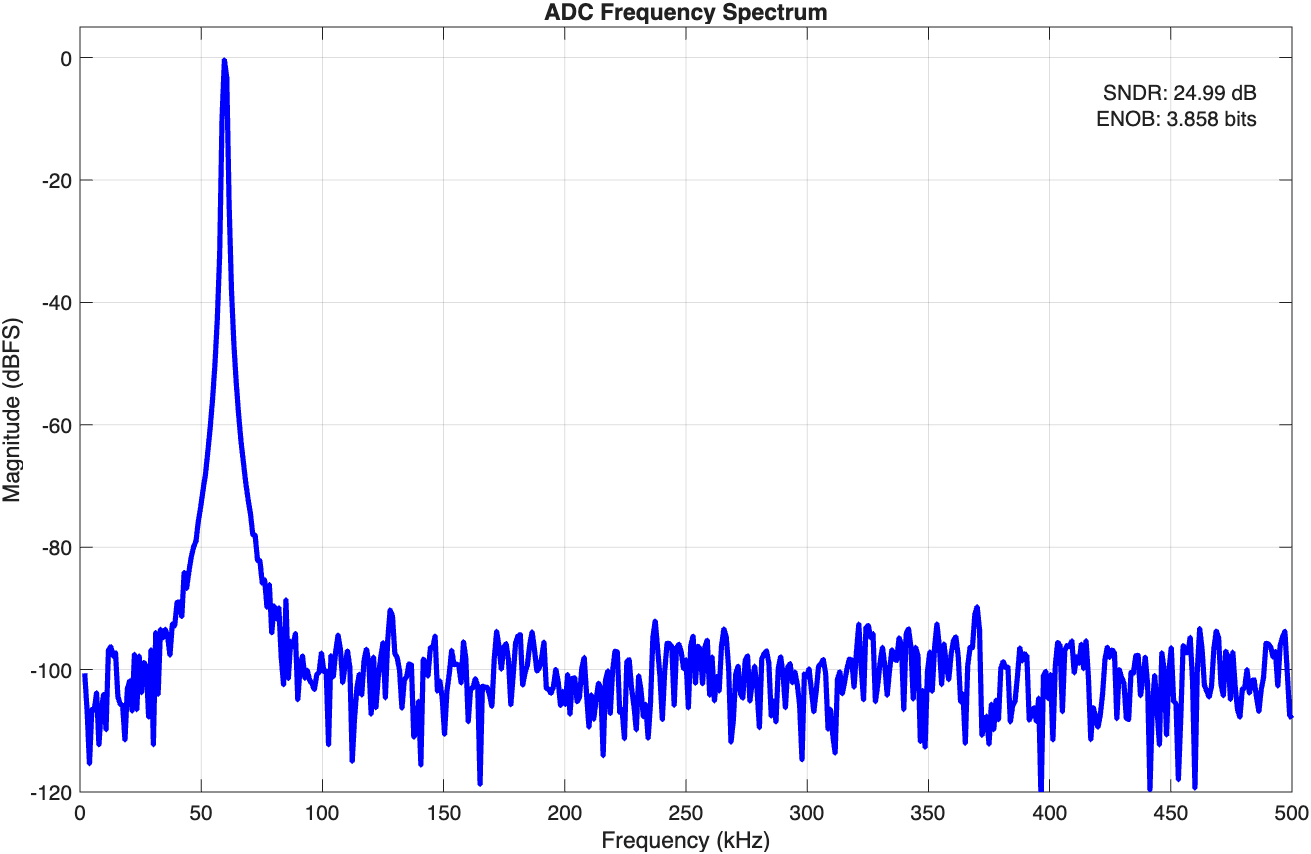 ADC Frequency Spectrum
SNDR: 24.99 dB
ENOB: 3.858 bits
Magnitude (dBFS)
0
-20
-40
-60
-80
-100
-120
0 50 100 150 200 250 300 350 400 450 500
Frequency (kHz)